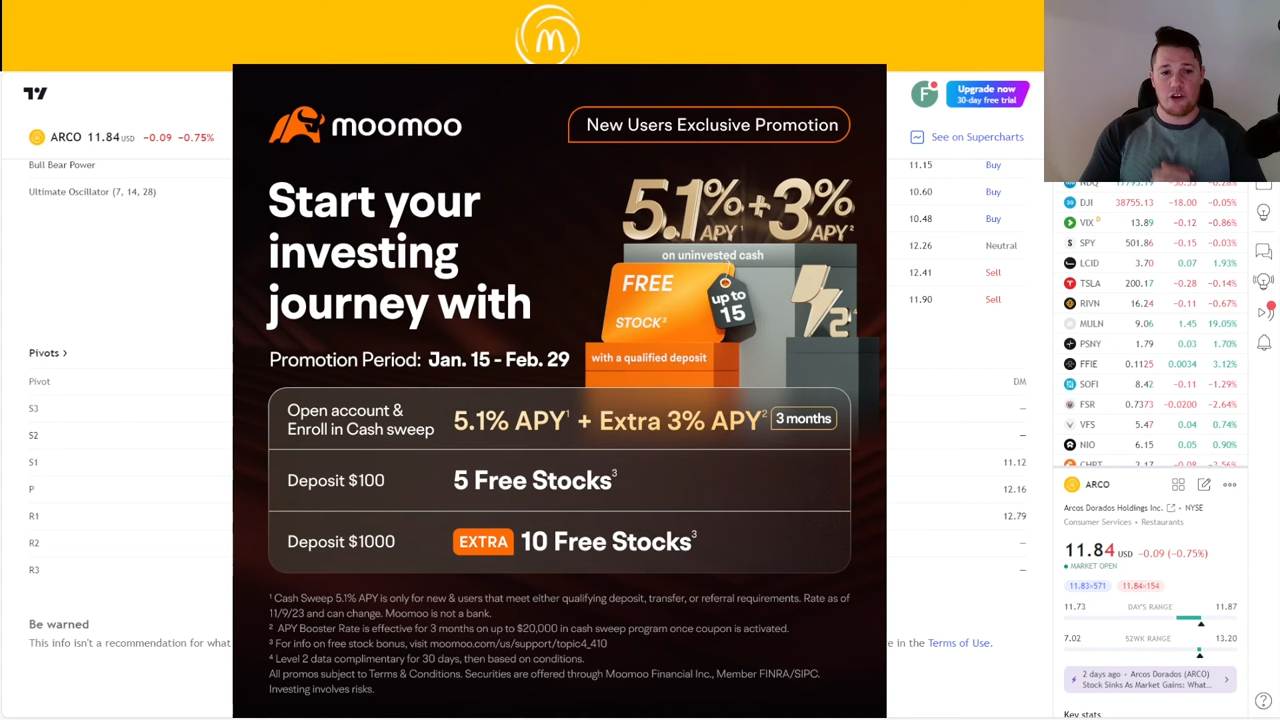 ARCO 11.84 USD -0.09 -0.75%
Bull Bear Power
Ultimate Oscillator (7, 14, 28)
Pivots >
Pivot
S3
S2
S1
P
R1
R2
R3
Be warned
This info isn't a recommendation for what
moomoo
New Users Exclusive Promotion
Start your
investing
journey with
5.1% APY¹ + 3% APY²
on uninvested cash
FREE
STOCK³
up to
15
with a qualified deposit
2⁴
Promotion Period: Jan. 15 - Feb. 29
Open account &
Enroll in Cash sweep
5.1% APY¹ + Extra 3% APY² 3 months
Deposit $100 5 Free Stocks³
Deposit $1000 EXTRA 10 Free Stocks³
¹ Cash Sweep 5.1% APY is only for new & users that meet either qualifying deposit, transfer, or referral requirements. Rate as of
11/9/23 and can change. Moomoo is not a bank.
² APY Booster Rate is effective for 3 months on up to $20,000 in cash sweep program once coupon is activated.
³ For info on free stock bonus, visit moomoo.com/us/support/topic4_410
⁴ Level 2 data complimentary for 30 days, then based on conditions.
All promos subject to Terms & Conditions. Securities are offered through Moomoo Financial Inc., Member FINRA/SIPC.
Investing involves risks.
F
Upgrade now
30-day free trial
See on Supercharts
11.15 Buy
10.60 Buy
10.48 Buy
12.26 Neutral
12.41 Sell
11.90 Sell
DM
—
—
11.12
12.16
12.79
—
—
e in the Terms of Use.
DJI 38755.13 -18.00 -0.05%
VIX D 13.89 -0.12 -0.86%
SPY 501.86 -0.15 -0.03%
LCID 3.70 0.07 1.93%
TSLA 200.17 -0.28 -0.14%
RIVN 16.24 -0.11 -0.67%
MULN 9.06 1.45 19.05%
PSNY 1.79 0.03 1.70%
FFIE 0.1125 0.0034 3.12%
SOFI 8.42 -0.11 -1.29%
FSR 0.7373 -0.0200 -2.64%
VFS 5.47 0.04 0.74%
NIO 6.15 0.05 0.90%
ARCO
Arcos Dorados Holdings Inc. • NYSE
Consumer Services • Restaurants
11.84 USD -0.09 (-0.75%)
MARKET OPEN
11.83×571 11.84×154
11.73 DAY'S RANGE 11.87
7.02 52WK RANGE 13.20
2 days ago • Arcos Dorados (ARCO)
Stock Sinks As Market Gains: What...
Key stats